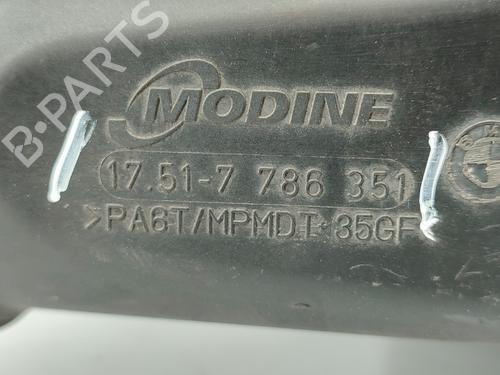 B-PARTS
MODINE
17.51-7 786 351
>PA6T/MPMDT-35GF